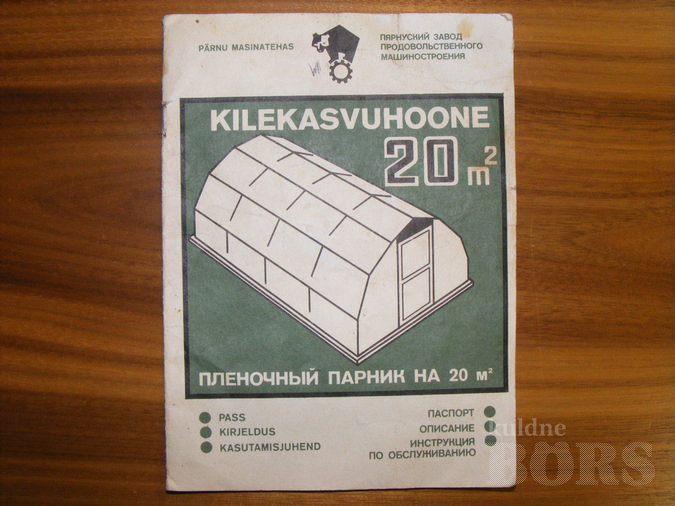 PÄRNU MASINATEHAS
ПЯРНУСКИЙ ЗАВОД
ПРОДОВОЛЬСТВЕННОГО
МАШИНОСТРОЕНИЯ
KILEKASVUHOONE
20 m²
ПЛЕНОЧНЫЙ ПАРНИК НА 20 м²
PASS
KIRJELDUS
KASUTAMISJUHEND
ПАСПОРТ
ОПИСАНИЕ
ИНСТРУКЦИЯ
ПО ОБСЛУЖИВАНИЮ
kuldne
BORS